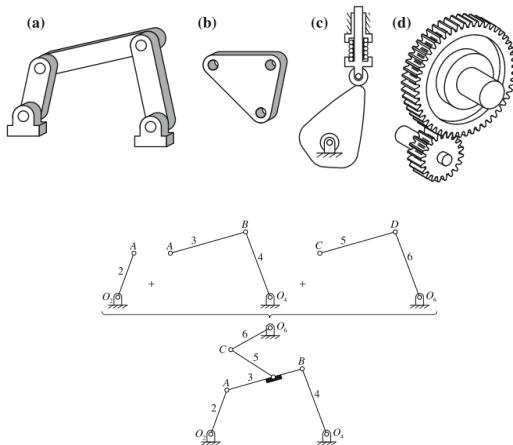 (a) (b) (c) (d)
B D
A A 3 C 5
2 4 6
+ +
O2 O4 O6
6 O6
C
5 B
A 3
2 4
O2 O4